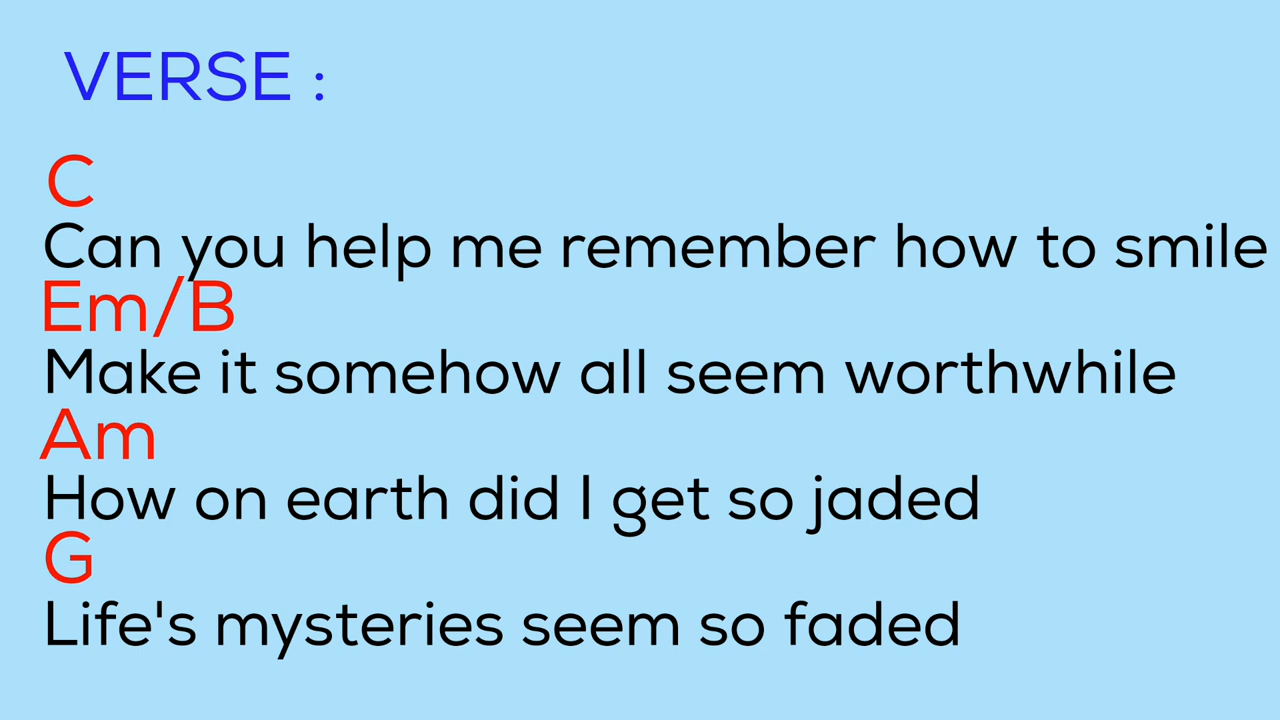 VERSE :
C
Can you help me remember how to smile
Em/B
Make it somehow all seem worthwhile
Am
How on earth did I get so jaded
G
Life's mysteries seem so faded